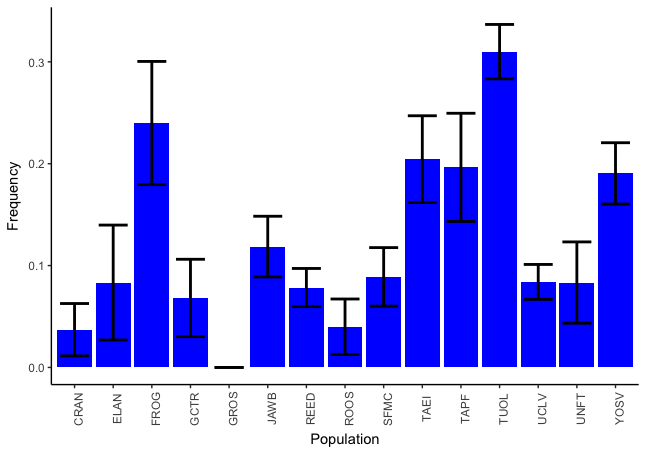 Frequency
0.3
0.2
0.1
0.0
CRAN
ELAN
FROG
GCTR
GROS
JAWB
REED
ROOS
SFMC
TAEI
TAPF
TUOL
UCLV
UNFT
YOSV
Population